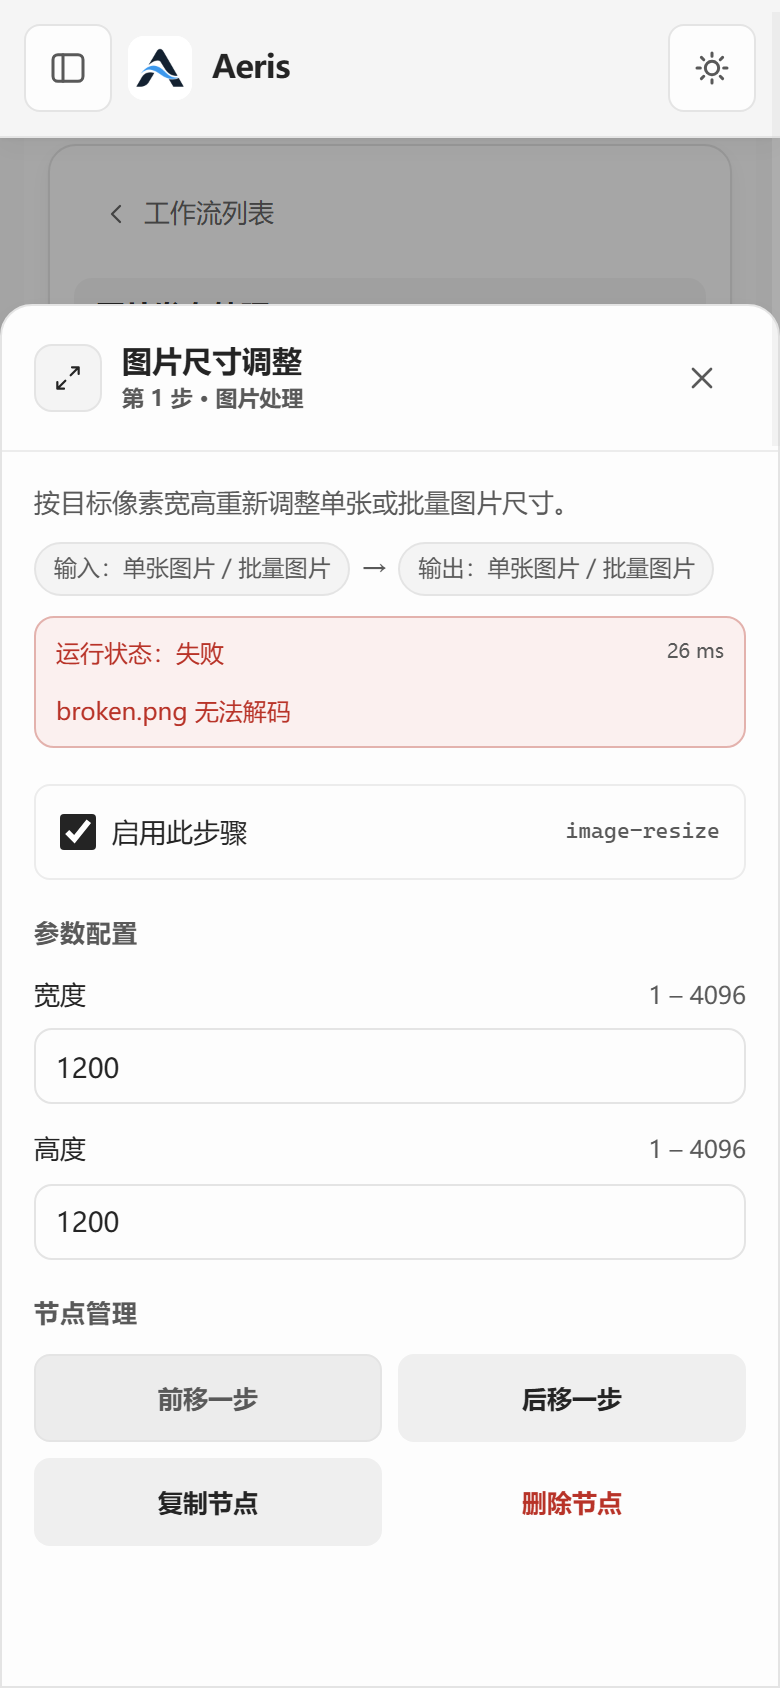 Aeris
工作流列表
图片尺寸调整
第 1 步 • 图片处理
按目标像素宽高重新调整单张或批量图片尺寸。
输入：单张图片 / 批量图片 → 输出：单张图片 / 批量图片
运行状态：失败 26 ms
broken.png 无法解码
启用此步骤 image-resize
参数配置
宽度 1 – 4096
1200
高度 1 – 4096
1200
节点管理
前移一步 后移一步
复制节点 删除节点